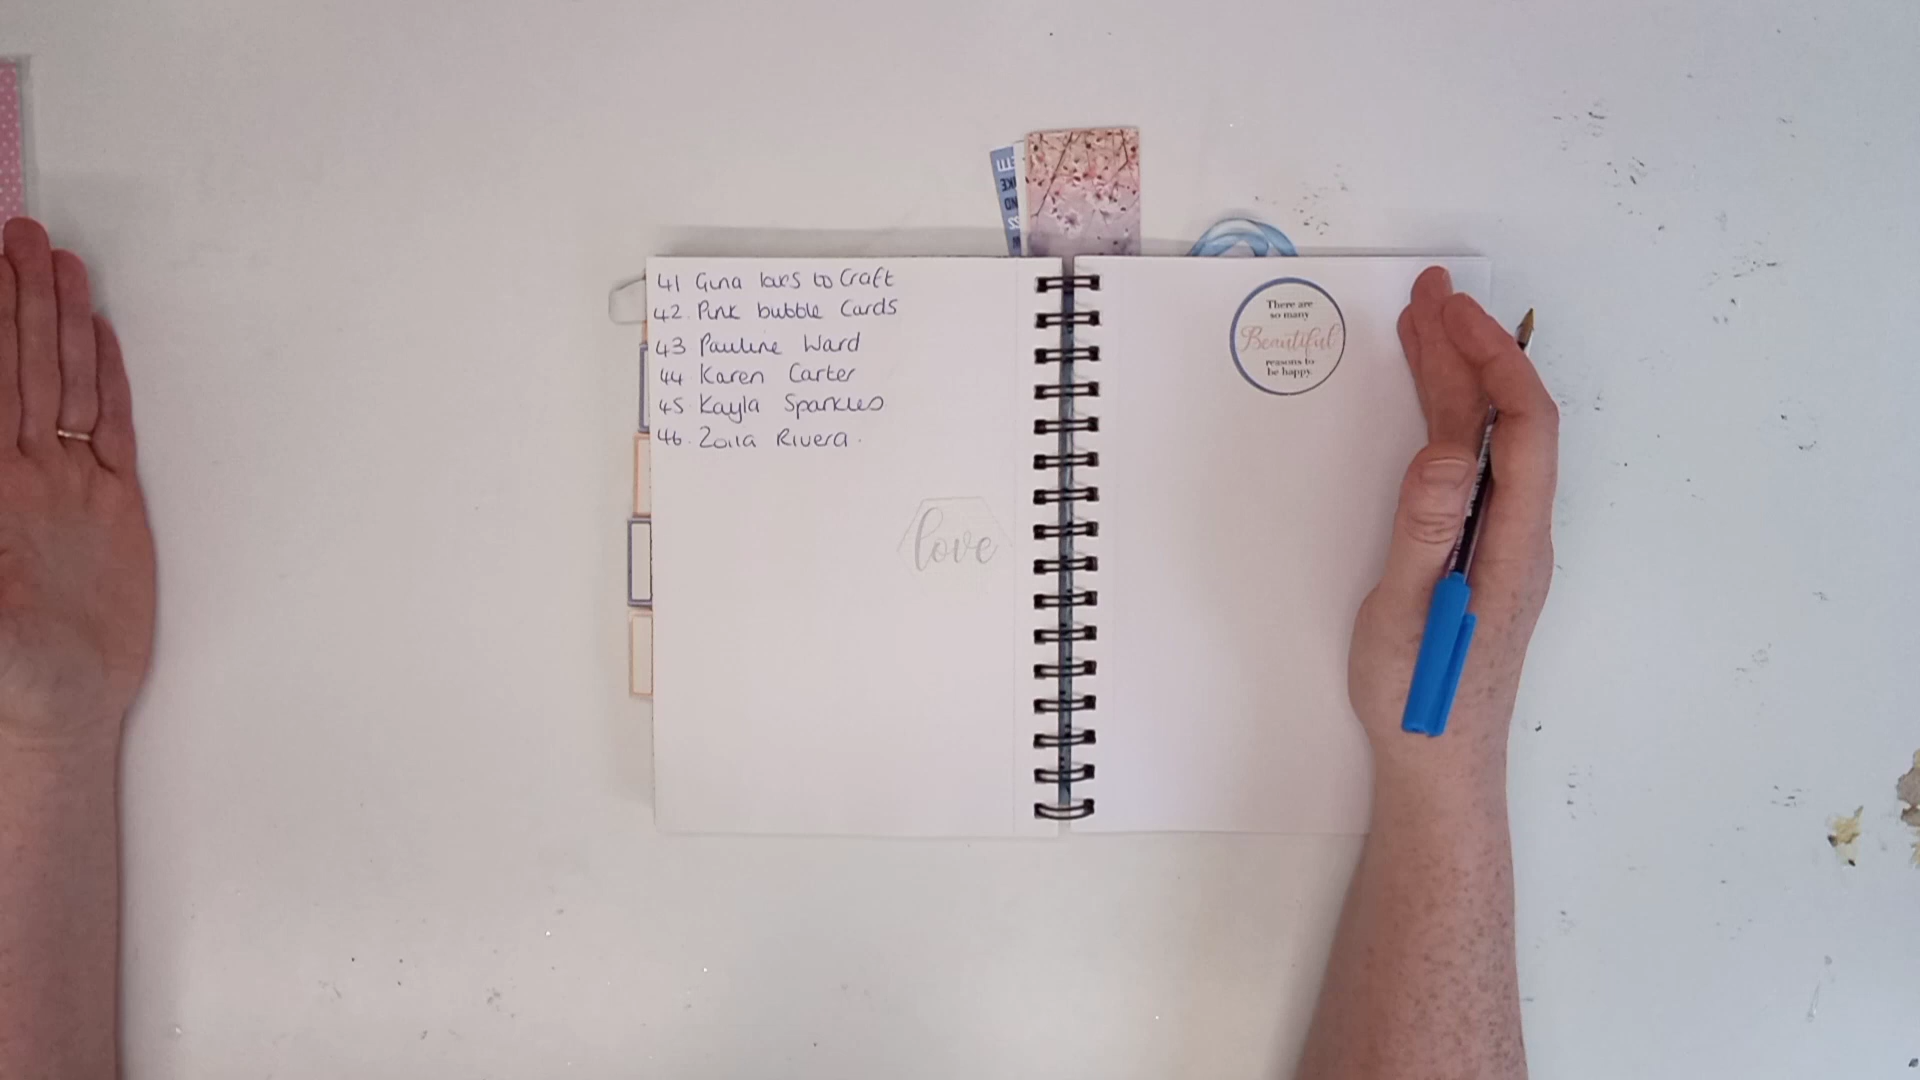 41 Gina loves to Craft
42. Pink bubble Cards
43 Pauline Ward
44 Karen Carter
45 Kayla Sparkles
46. Zoila Rivera.
love
There are
so many
Beautiful
reasons to
be happy.